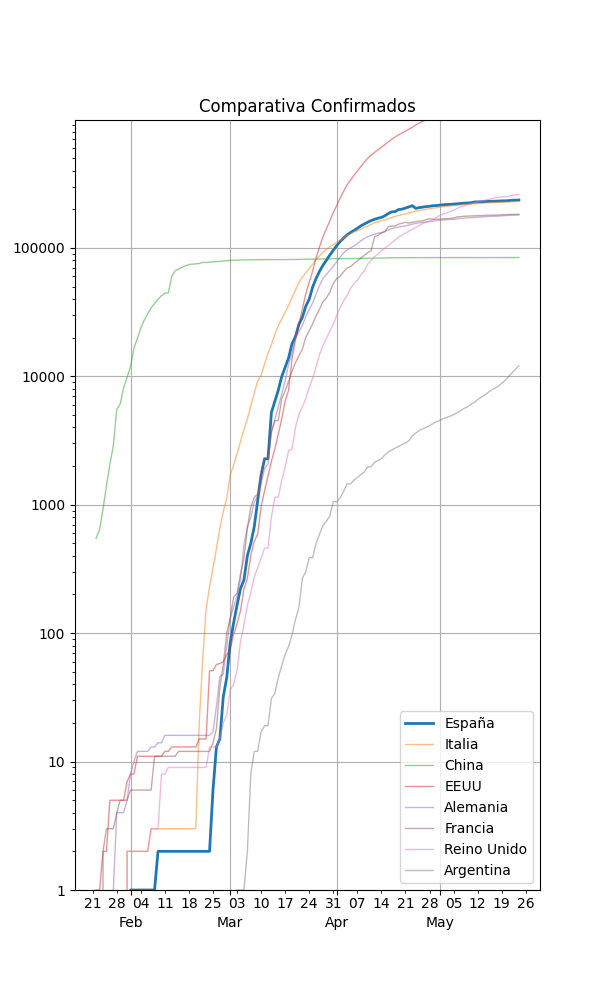 Comparativa Confirmados
100000
10000
1000
100
10
1
España
Italia
China
EEUU
Alemania
Francia
Reino Unido
Argentina
21 28 04 11 18 25 03 10 17 24 31 07 14 21 28 05 12 19 26
Feb Mar Apr May